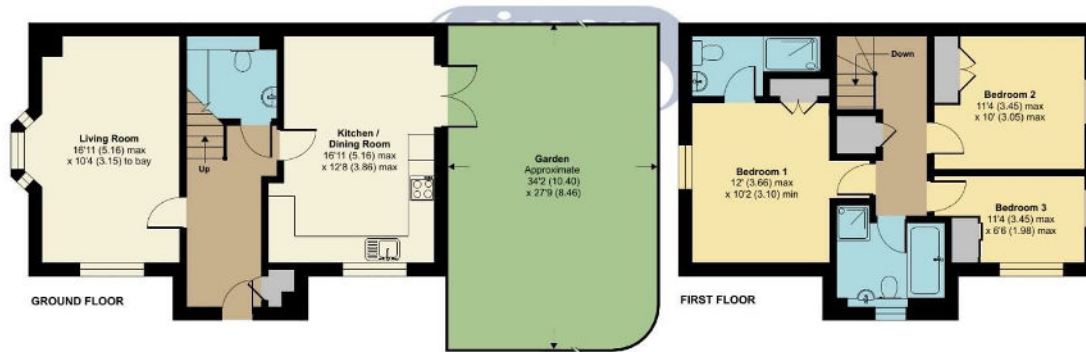 Living Room
16'11 (5.16) max
x 10'4 (3.15) to bay
Up
Kitchen /
Dining Room
16'11 (5.16) max
x 12'8 (3.86) max
Garden
Approximate
34'2 (10.40)
x 27'9 (8.46)
GROUND FLOOR
Down
Bedroom 2
11'4 (3.45) max
x 10' (3.05) max
Bedroom 1
12' (3.66) max
x 10'2 (3.10) min
Bedroom 3
11'4 (3.45) max
x 6'6 (1.98) max
FIRST FLOOR